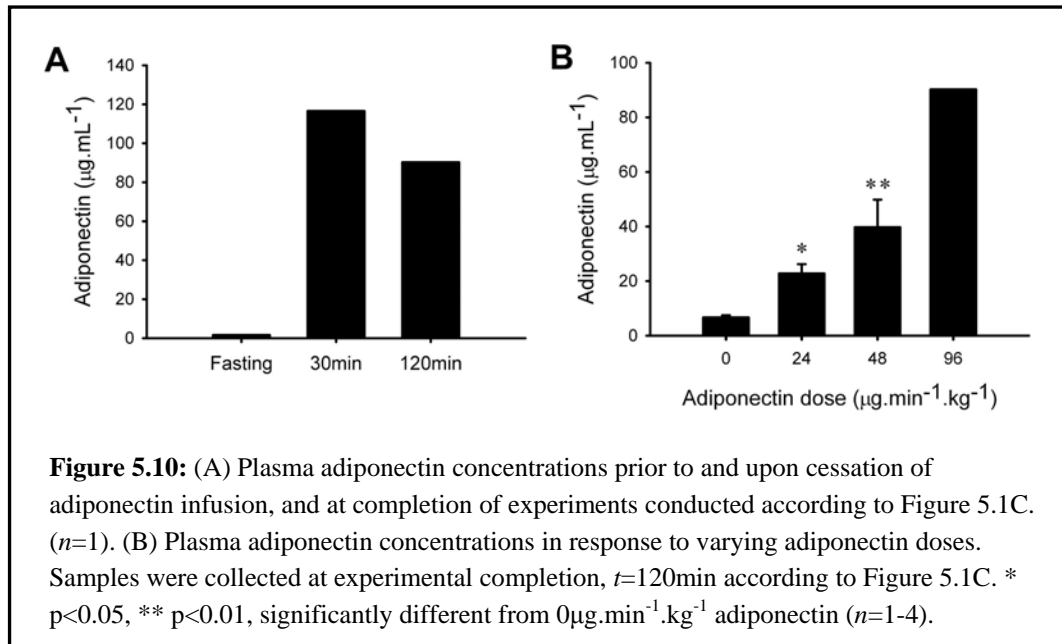 A
Adiponectin (µg.mL⁻¹)
140
120
100
80
60
40
20
0
Fasting 30min 120min
B
Adiponectin (µg.mL⁻¹)
100
80
60
40
20
0
*
**
0 24 48 96
Adiponectin dose (µg.min⁻¹.kg⁻¹)
Figure 5.10: (A) Plasma adiponectin concentrations prior to and upon cessation of
adiponectin infusion, and at completion of experiments conducted according to Figure 5.1C.
(n=1). (B) Plasma adiponectin concentrations in response to varying adiponectin doses.
Samples were collected at experimental completion, t=120min according to Figure 5.1C. *
p<0.05, ** p<0.01, significantly different from 0µg.min⁻¹.kg⁻¹ adiponectin (n=1-4).